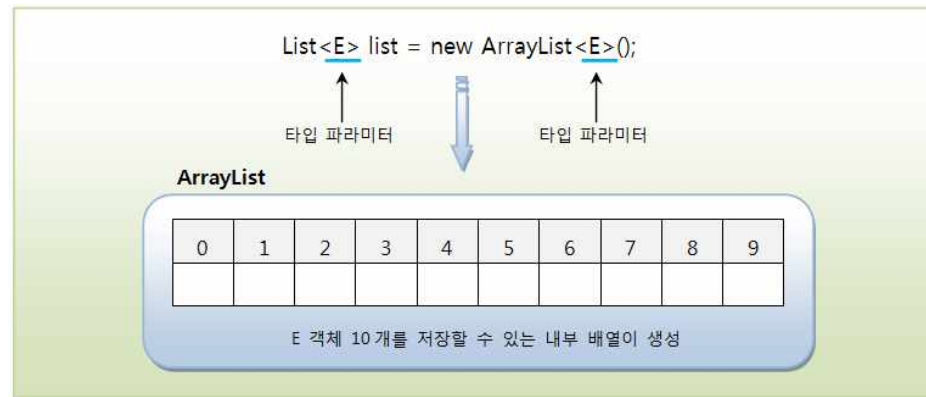 List<E> list = new ArrayList<E>();
타입 파라미터 타입 파라미터
ArrayList
0 1 2 3 4 5 6 7 8 9
E 객체 10개를 저장할 수 있는 내부 배열이 생성